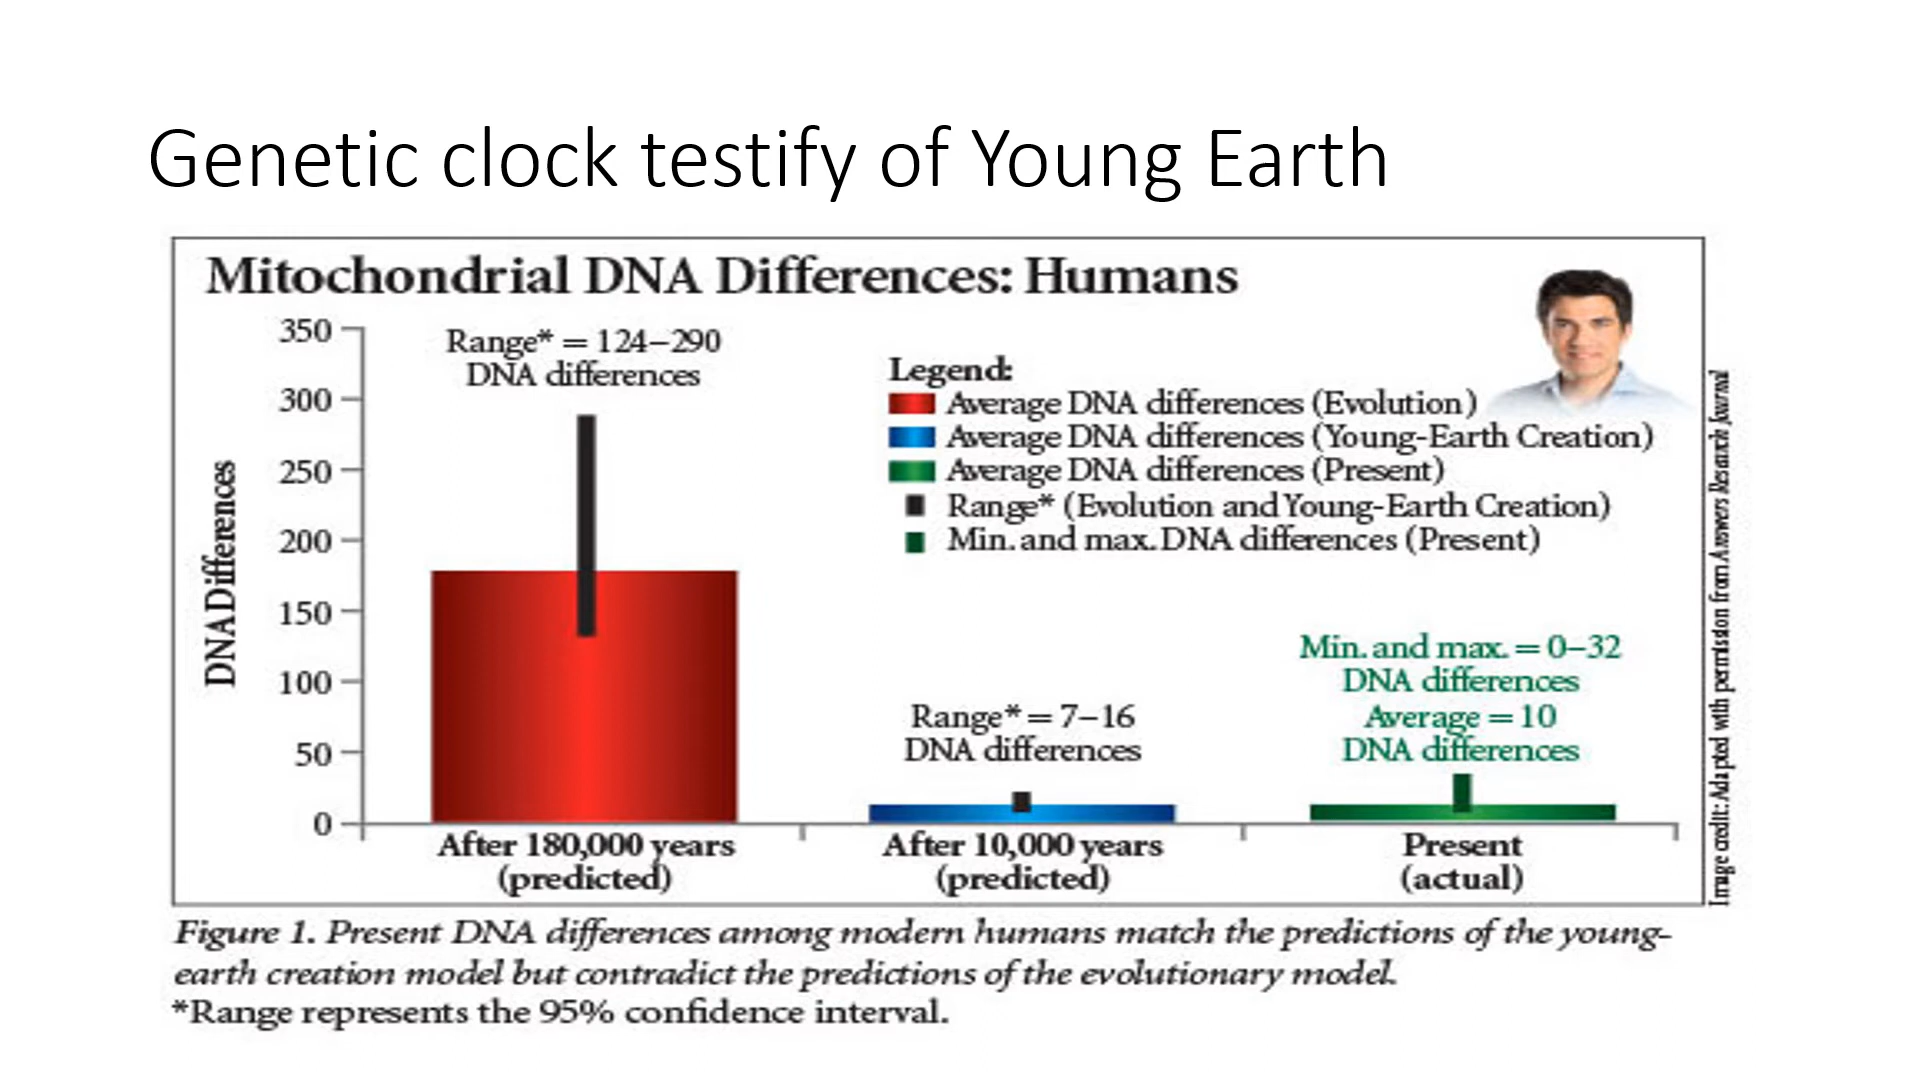 Genetic clock testify of Young Earth
Mitochondrial DNA Differences: Humans
350
300
250
200
150
100
50
0
DNA Differences
Range* = 124–290
DNA differences
Legend:
Average DNA differences (Evolution)
Average DNA differences (Young-Earth Creation)
Average DNA differences (Present)
Range* (Evolution and Young-Earth Creation)
Min. and max. DNA differences (Present)
Range* = 7–16
DNA differences
Min. and max. = 0–32
DNA differences
Average = 10
DNA differences
After 180,000 years
(predicted)
After 10,000 years
(predicted)
Present
(actual)
Image credit: Adapted with permission from Answers Research Journal
Figure 1. Present DNA differences among modern humans match the predictions of the young-
earth creation model but contradict the predictions of the evolutionary model.
*Range represents the 95% confidence interval.